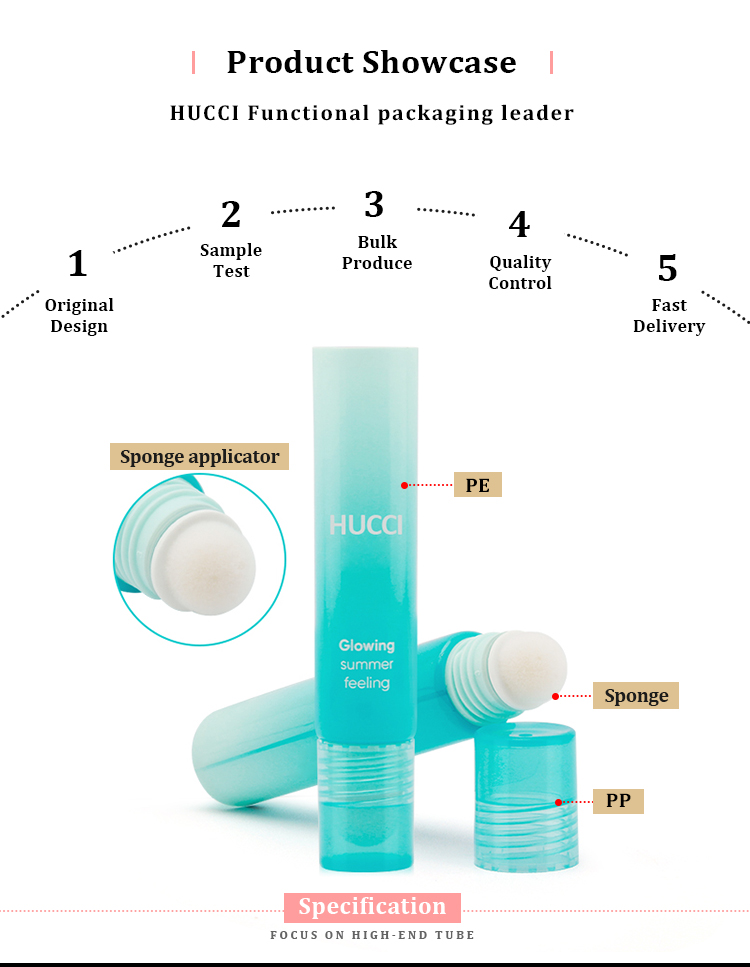 Product Showcase
HUCCI Functional packaging leader
1
Original
Design
2
Sample
Test
3
Bulk
Produce
4
Quality
Control
5
Fast
Delivery
Sponge applicator
PE
HUCCI
Glowing
summer
feeling
Sponge
PP
Specification
FOCUS ON HIGH-END TUBE